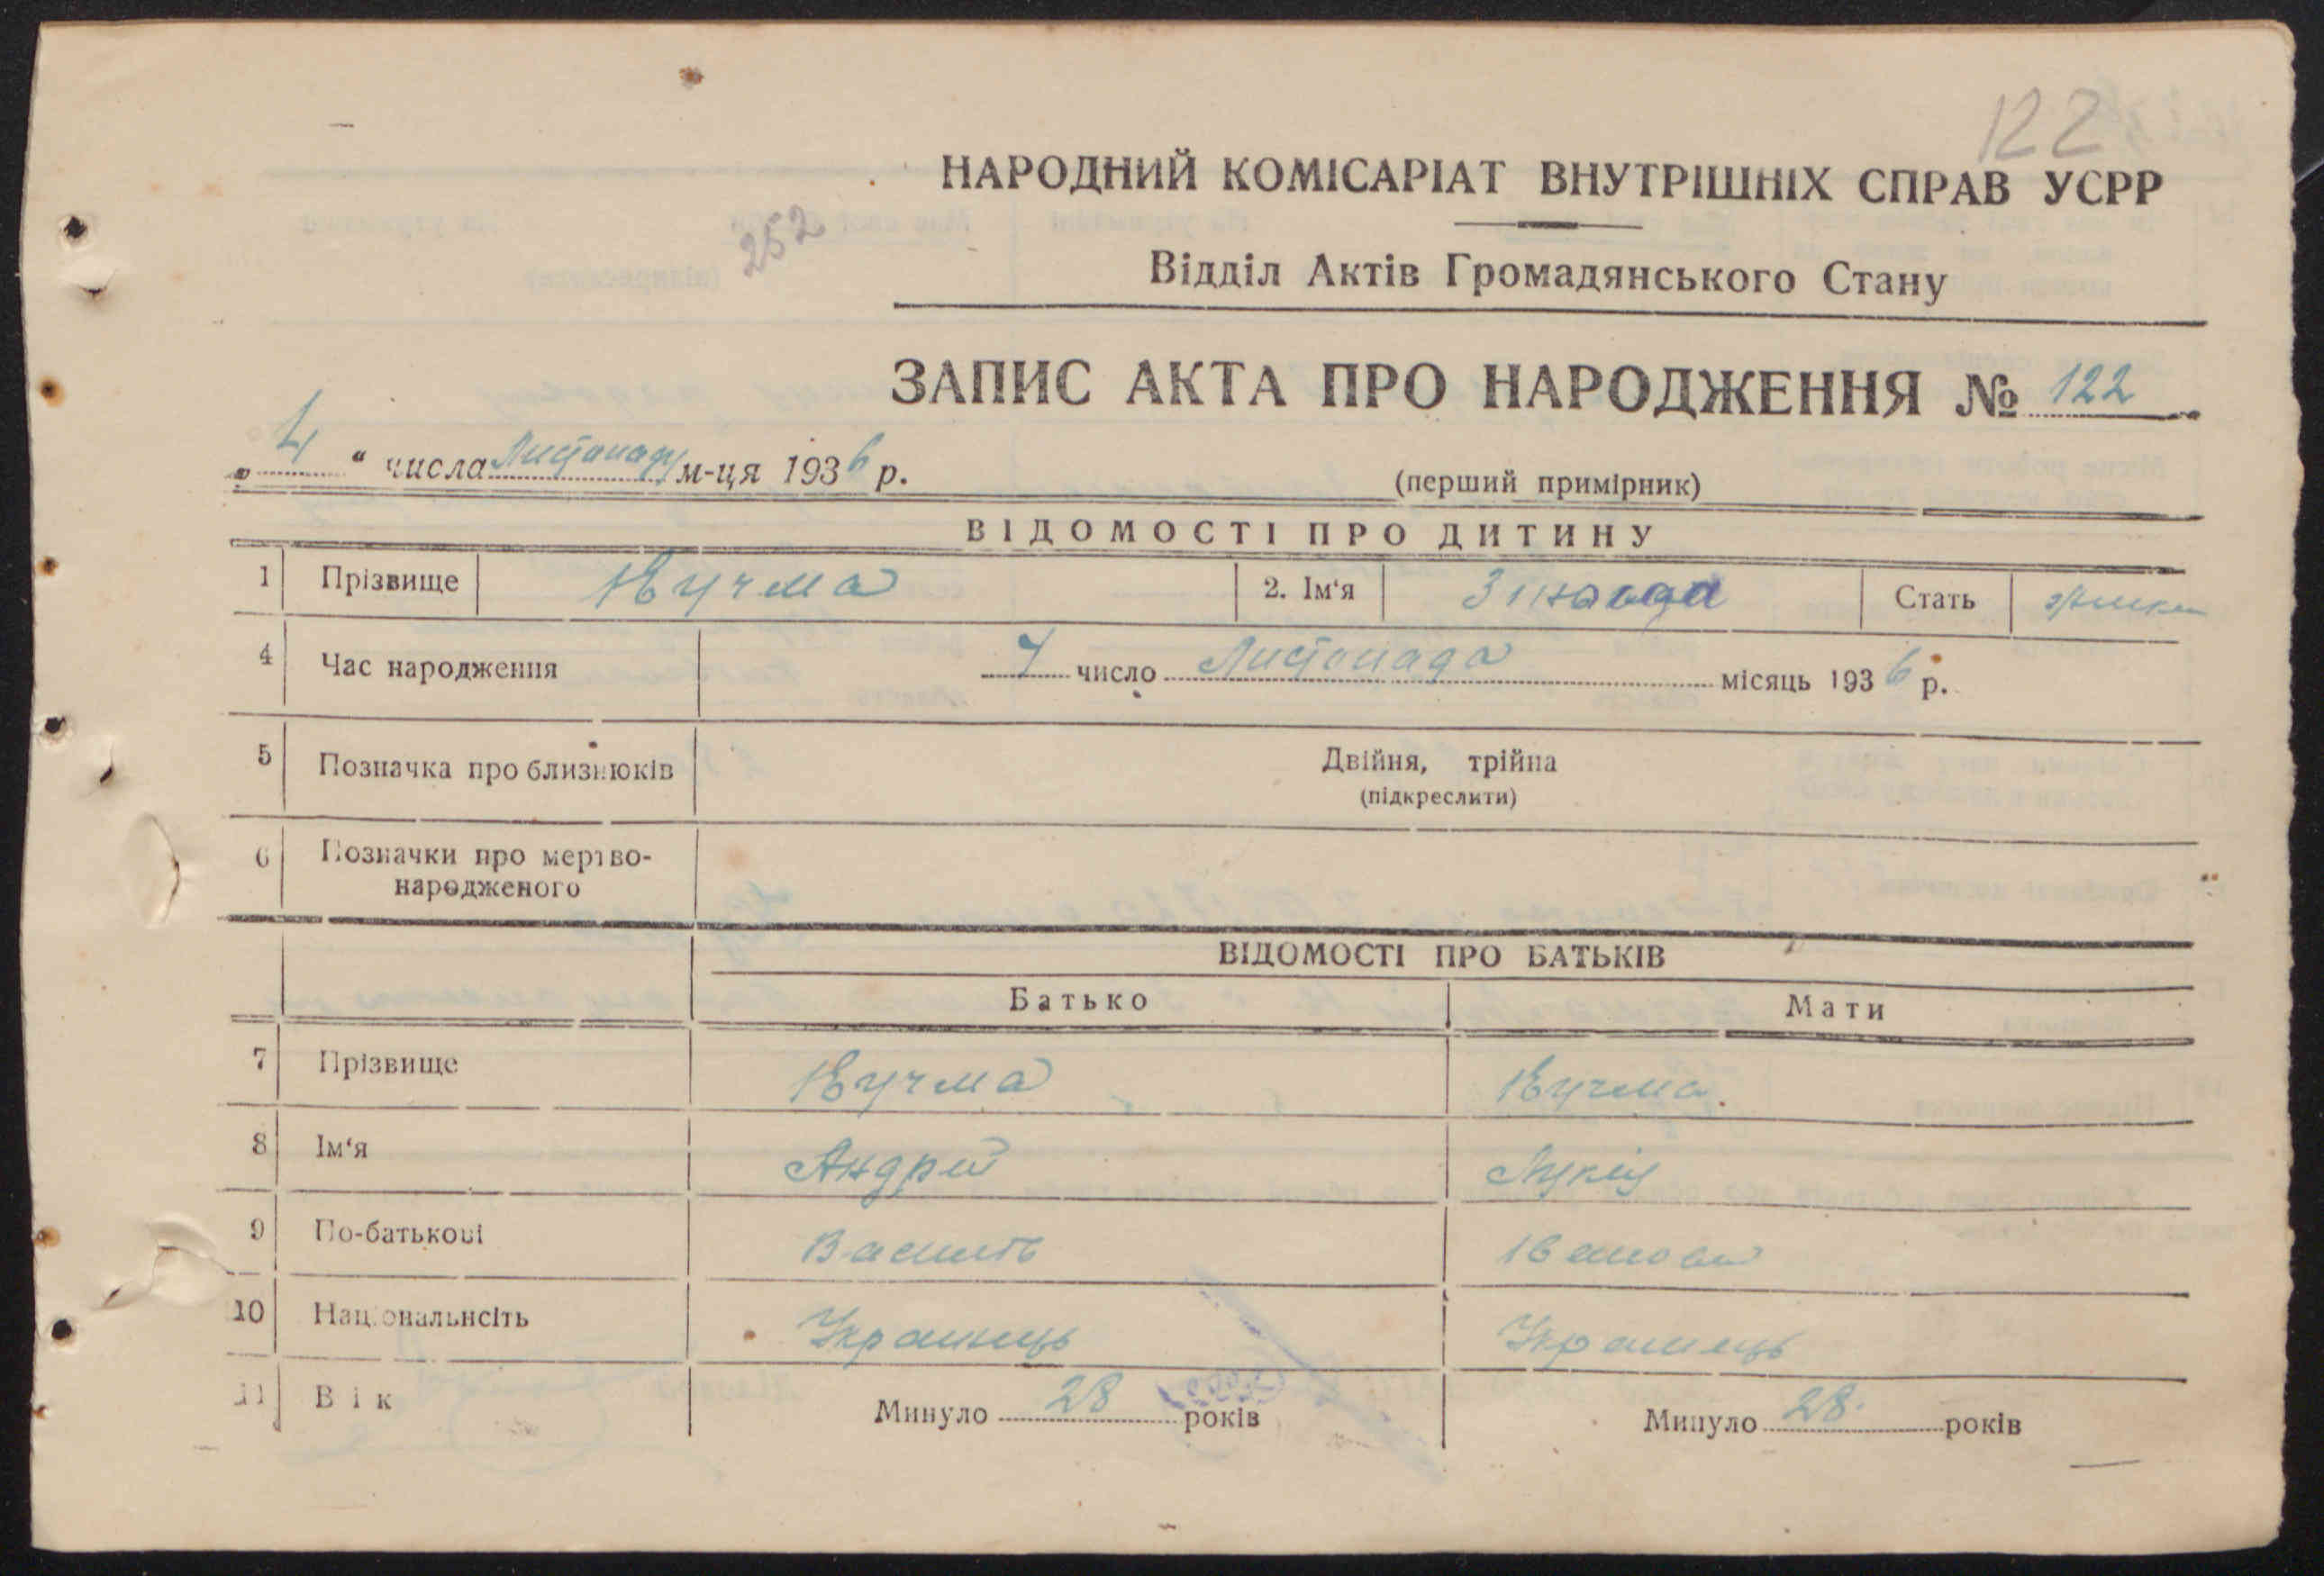 122
НАРОДНИЙ КОМІСАРІАТ ВНУТРІШНІХ СПРАВ УСРР
252
Відділ Актів Громадянського Стану
ЗАПИС АКТА ПРО НАРОДЖЕННЯ № 122
„ 4 “ числа Листопада м-ця 1936 р.
(перший примірник)
ВІДОМОСТІ ПРО ДИТИНУ
1 Прізвище Кучма 2. Ім‘я Стать
4 Час народження число Листопада місяць 1936 р.
5 Позначка про близнюків Двійня, трійна
(підкреслити)
6 Позначки про мертво-
народженого
ВІДОМОСТІ ПРО БАТЬКІВ
Батько Мати
7 Прізвище Кучма Кучма
8 Ім‘я Андрій
9 По-батькові Василь
10 Національнсіть Українець Українець
11 Вік Минуло 28 років Минуло 28 років